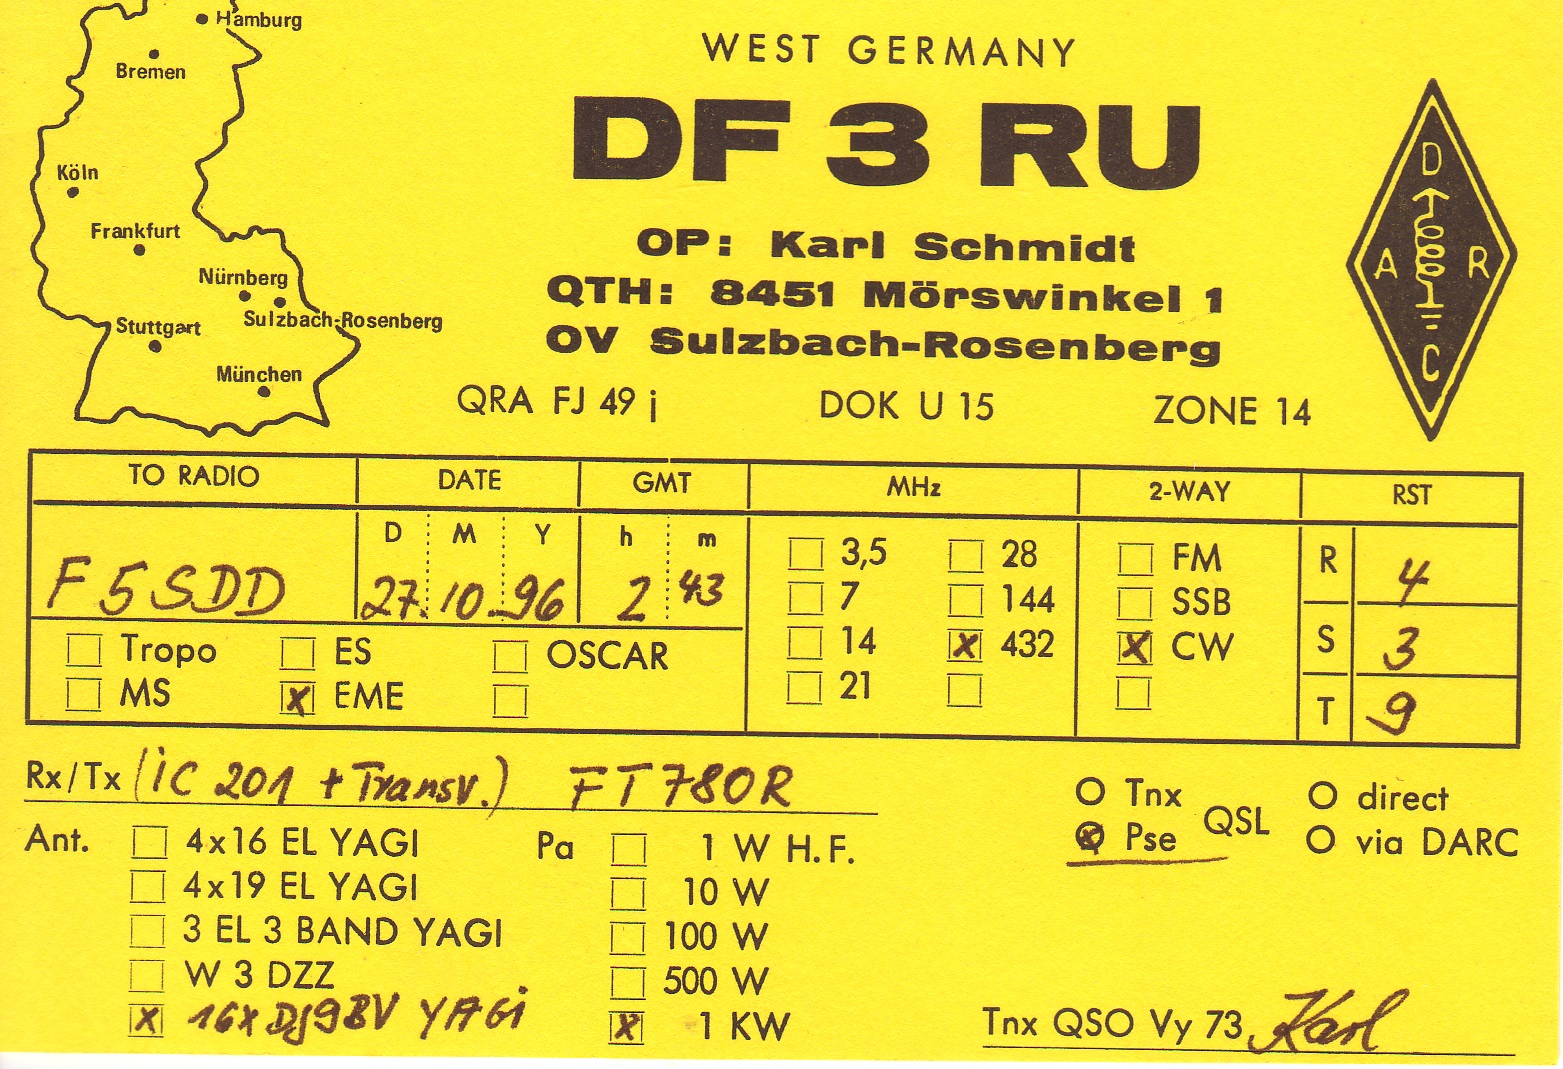 Hamburg
Bremen
Köln
Frankfurt
Nürnberg
Sulzbach-Rosenberg
Stuttgart
München
WEST GERMANY
DF 3 RU
OP: Karl Schmidt
QTH: 8451 Mörswinkel 1
OV Sulzbach-Rosenberg
QRA FJ 49 j DOK U 15 ZONE 14
D
A R
C
TO RADIO DATE GMT MHz 2-WAY RST
D M Y h m
F5SDD 27. 10. 96 2 43
Tropo ES OSCAR
MS x EME
3,5 28
7 144
14 x 432
21
FM
SSB
x CW
R 4
S 3
T 9
Rx/Tx (iC 201 + Transv.) FT780R
Ant. 4x16 EL YAGI
4x19 EL YAGI
3 EL 3 BAND YAGI
W 3 DZZ
x 16x DJ9BV YAGi
Pa 1 W H.F.
10 W
100 W
500 W
x 1 KW
Tnx QSL direct
x Pse via DARC
Tnx QSO Vy 73, Karl